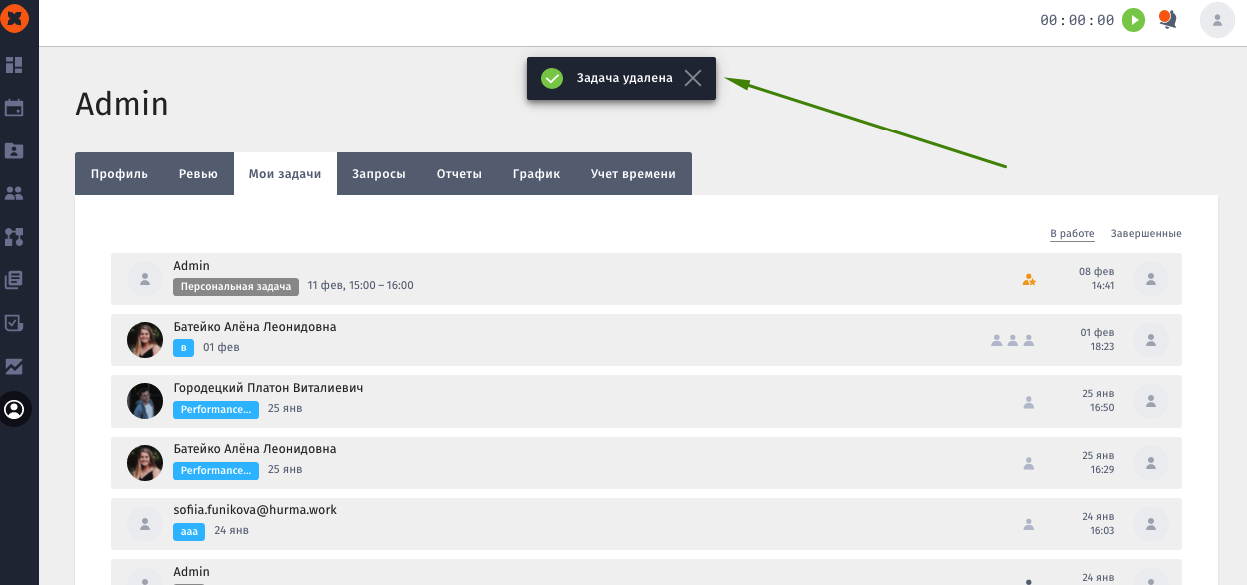 00:00:00
Задача удалена
Admin
Профиль Ревью Мои задачи Запросы Отчеты График Учет времени
В работе Завершенные
Admin
Персональная задача 11 фев, 15:00 – 16:00
08 фев
14:41
Батейко Алёна Леонидовна
в 01 фев
01 фев
18:23
Городецкий Платон Виталиевич
Performance... 25 янв
25 янв
16:50
Батейко Алёна Леонидовна
Performance... 25 янв
25 янв
16:29
sofiia.funikova@hurma.work
ааа 24 янв
24 янв
16:03
Admin
24 янв